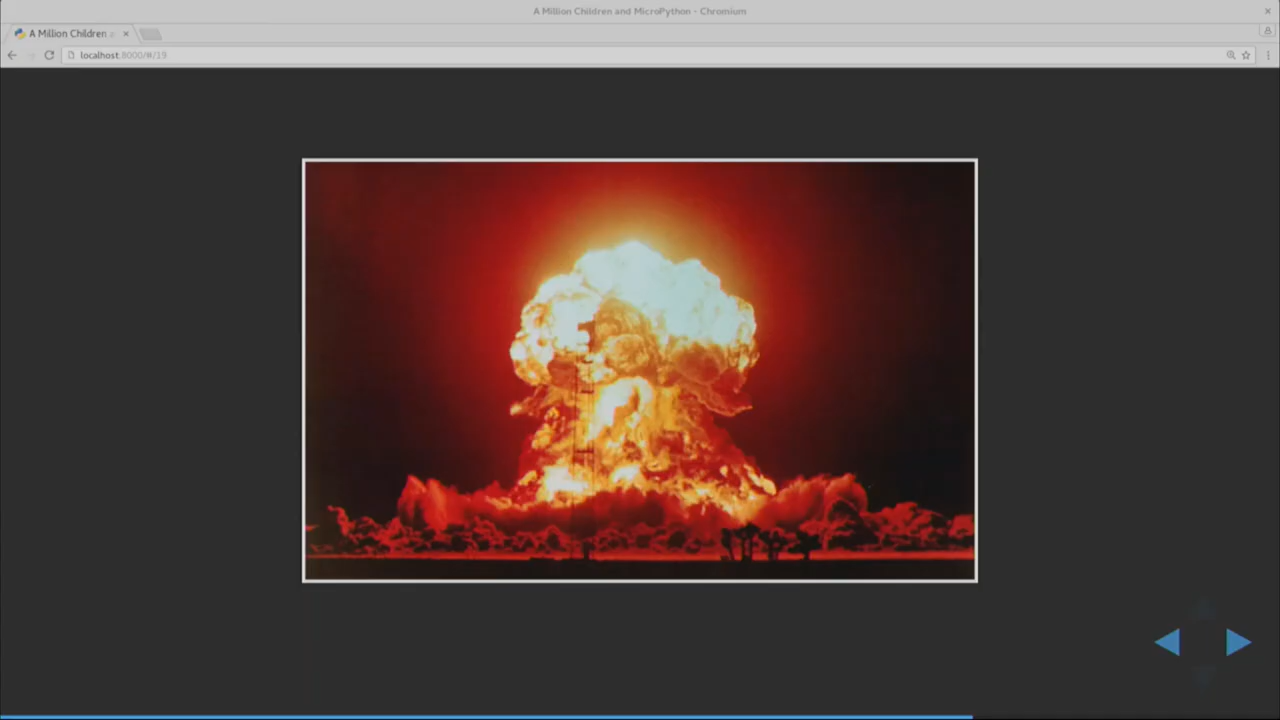 A Million Children and MicroPython - Chromium
A Million Children a
localhost:8000/#/19